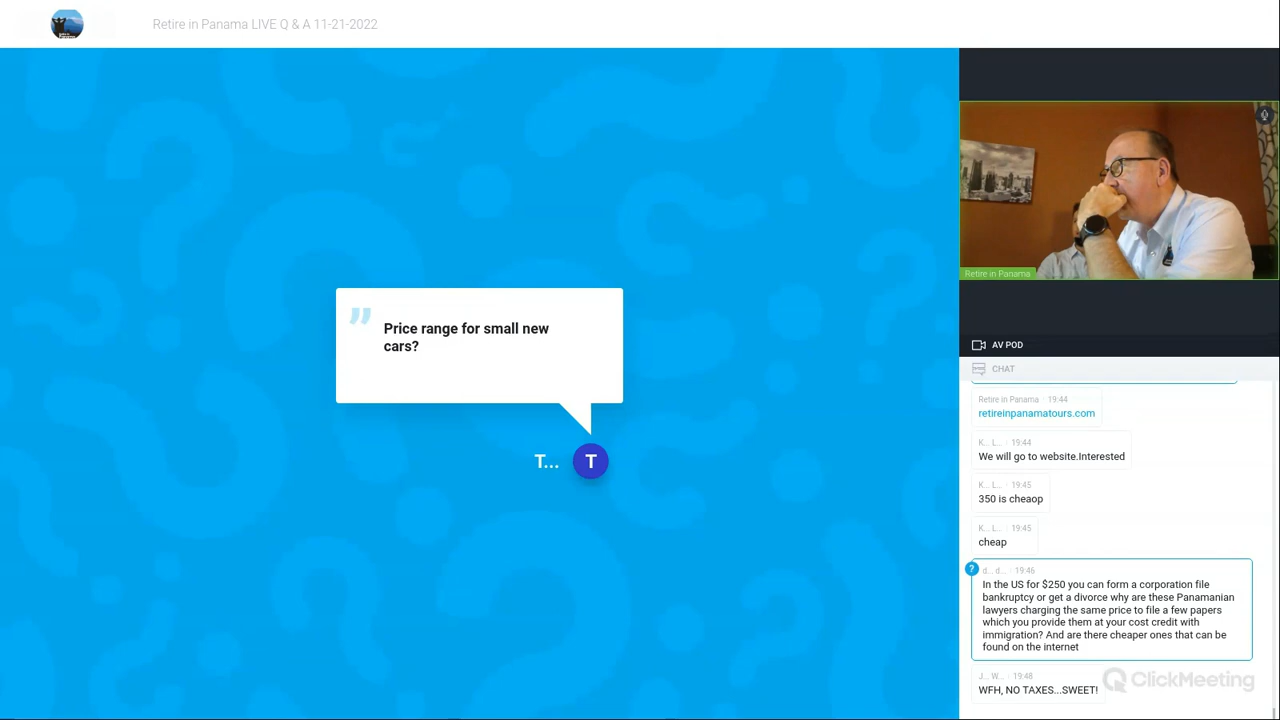 Retire in Panama LIVE Q & A 11-21-2022
Price range for small new
cars?
T...
T
Retire in Panama
AV POD
CHAT
Retire in Panama · 19:44
retireinpanamatours.com
K... L... · 19:44
We will go to website.Interested
K... L... · 19:45
350 is cheaop
K... L... · 19:45
cheap
?
d... d... · 19:46
In the US for $250 you can form a corporation file
bankruptcy or get a divorce why are these Panamanian
lawyers charging the same price to file a few papers
which you provide them at your cost credit with
immigration? And are there cheaper ones that can be
found on the internet
J... W... · 19:48
WFH, NO TAXES...SWEET!
ClickMeeting